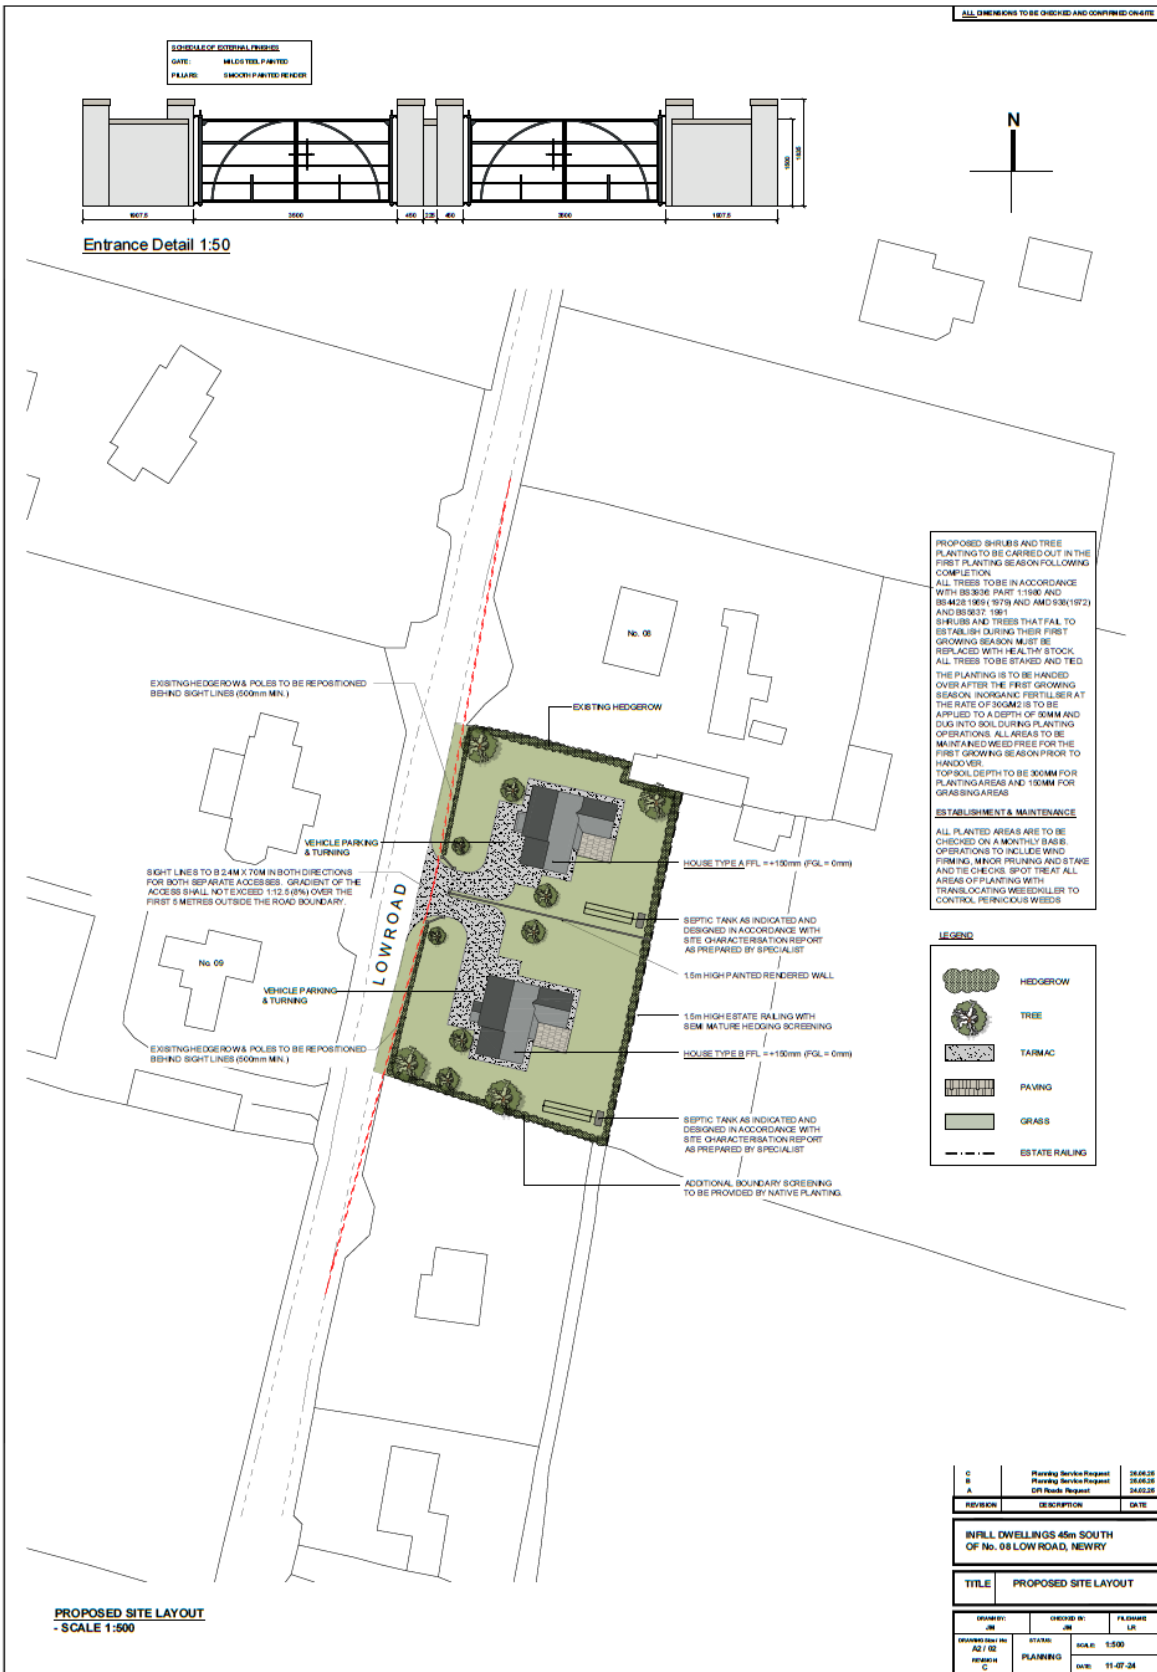 ALL DIMENSIONS TO BE CHECKED AND CONFIRMED ON-SITE
SCHEDULE OF EXTERNAL FINISHES
GATE: MILD STEEL PAINTED
PILLARS: SMOOTH PAINTED RENDER
N
1500
1825
1907.5
3600
450
225
450
3600
1907.5
Entrance Detail 1:50
PROPOSED SHRUBS AND TREE
PLANTING TO BE CARRIED OUT IN THE
FIRST PLANTING SEASON FOLLOWING
COMPLETION.
ALL TREES TO BE IN ACCORDANCE
WITH BS3936: PART 1:1980 AND
BS4428:1969 (1979) AND AMD 938(1972)
AND BS5837: 1991
SHRUBS AND TREES THAT FAIL TO
ESTABLISH DURING THEIR FIRST
GROWING SEASON MUST BE
REPLACED WITH HEALTHY STOCK.
ALL TREES TO BE STAKED AND TIED.
THE PLANTING IS TO BE HANDED
OVER AFTER THE FIRST GROWING
SEASON. INORGANIC FERTILISER AT
THE RATE OF 30G/M2 IS TO BE
APPLIED TO A DEPTH OF 50MM AND
DUG INTO SOIL DURING PLANTING
OPERATIONS. ALL AREAS TO BE
MAINTAINED WEED FREE FOR THE
FIRST GROWING SEASON PRIOR TO
HANDOVER.
TOPSOIL DEPTH TO BE 300MM FOR
PLANTING AREAS AND 150MM FOR
GRASSING AREAS
ESTABLISHMENT & MAINTENANCE
ALL PLANTED AREAS ARE TO BE
CHECKED ON A MONTHLY BASIS.
OPERATIONS TO INCLUDE WIND
FIRMING, MINOR PRUNING AND STAKE
AND TIE CHECKS. SPOT TREAT ALL
AREAS OF PLANTING WITH
TRANSLOCATING WEEDKILLER TO
CONTROL PERNICIOUS WEEDS
No. 08
EXISITNG HEDGEROW & POLES TO BE REPOSITIONED
BEHIND SIGHT LINES (500mm MIN.)
EXISTING HEDGEROW
VEHICLE PARKING
& TURNING
HOUSE TYPE A FFL = +150mm (FGL = 0mm)
SIGHT LINES TO B 2.4M X 70M IN BOTH DIRECTIONS
FOR BOTH SEPARATE ACCESSES. GRADIENT OF THE
ACCESS SHALL NOT EXCEED 1:12.5 (8%) OVER THE
FIRST 5 METRES OUTSIDE THE ROAD BOUNDARY.
LOW ROAD
SEPTIC TANK AS INDICATED AND
DESIGNED IN ACCORDANCE WITH
SITE CHARACTERISATION REPORT
AS PREPARED BY SPECIALIST
No. 09
1.5m HIGH PAINTED RENDERED WALL
VEHICLE PARKING
& TURNING
1.5m HIGH ESTATE RAILING WITH
SEMI MATURE HEDGING SCREENING
EXISITNG HEDGEROW & POLES TO BE REPOSITIONED
BEHIND SIGHT LINES (500mm MIN.)
HOUSE TYPE B FFL = +150mm (FGL = 0mm)
SEPTIC TANK AS INDICATED AND
DESIGNED IN ACCORDANCE WITH
SITE CHARACTERISATION REPORT
AS PREPARED BY SPECIALIST
ADDITIONAL BOUNDARY SCREENING
TO BE PROVIDED BY NATIVE PLANTING.
LEGEND
HEDGEROW
TREE
TARMAC
PAVING
GRASS
ESTATE RAILING
PROPOSED SITE LAYOUT
- SCALE 1:500
C Planning Service Request
B Planning Service Request
A DFI Roads Request
REVISION DESCRIPTION DATE
INFILL DWELLINGS 45m SOUTH
OF No. 08 LOW ROAD, NEWRY
TITLE PROPOSED SITE LAYOUT
DRAWN BY: CHECKED BY: FILENAME
JM JM LR
STATUS:
A2 / 02 SCALE: 1:500
REVISION PLANNING
C DATE: 11-07-24